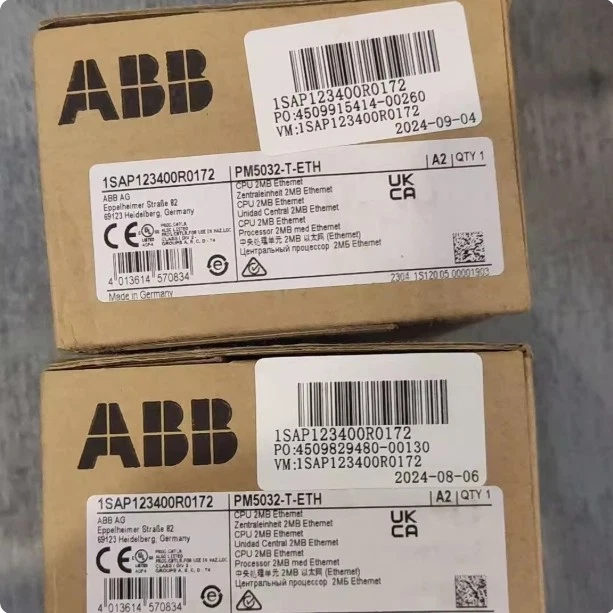 ABB
1SAP123400R0172
PO:4509915414-00260
VM:1SAP123400R0172
2024-09-04
1SAP123400R0172
ABB AG
Eppelheimer Straße 82
69123 Heidelberg, Germany
PM5032-T-ETH
A2
QTY 1
CPU 2MB Ethernet
Zentraleinheit 2MB Ethernet
CPU 2MB Ethernet
Unidad Central 2MB Ethernet
CPU 2MB Ethernet
Processor 2MB med Ethernet
中央处理单元 2MB 以太网 (Ethernet)
Центральный процессор 2МБ Ethernet
UK
CA
CE
4 013614 570834
Made in Germany
ABB
1SAP123400R0172
PO:4509829480-00130
VM:1SAP123400R0172
2024-08-06
1SAP123400R0172
ABB AG
Eppelheimer Straße 82
69123 Heidelberg, Germany
PM5032-T-ETH
A2
QTY 1
CPU 2MB Ethernet
Zentraleinheit 2MB Ethernet
CPU 2MB Ethernet
Unidad Central 2MB Ethernet
CPU 2MB Ethernet
Processor 2MB med Ethernet
中央处理单元 2MB 以太网 (Ethernet)
Центральный процессор 2МБ Ethernet
UK
CA
CE
4 013614 570834